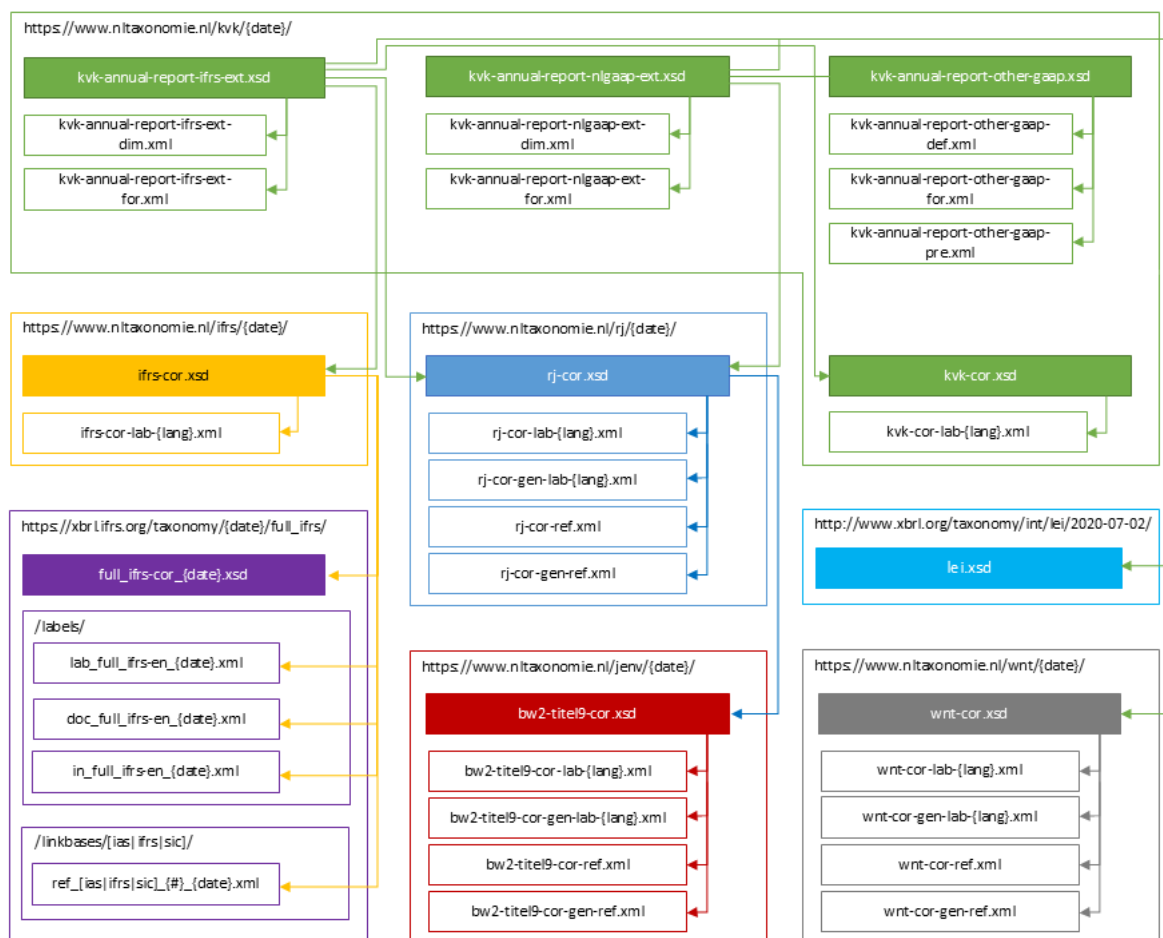 https://www.nltaxonomie.nl/kvk/{date}/
kvk-annual-report-ifrs-ext.xsd
kvk-annual-report-ifrs-ext-
dim.xml
kvk-annual-report-ifrs-ext-
for.xml
kvk-annual-report-nlgaap-ext.xsd
kvk-annual-report-nlgaap-ext-
dim.xml
kvk-annual-report-nlgaap-ext-
for.xml
kvk-annual-report-other-gaap.xsd
kvk-annual-report-other-gaap-
def.xml
kvk-annual-report-other-gaap-
for.xml
kvk-annual-report-other-gaap-
pre.xml
https://www.nltaxonomie.nl/ifrs/{date}/
ifrs-cor.xsd
ifrs-cor-lab-{lang}.xml
https://www.nltaxonomie.nl/rj/{date}/
rj-cor.xsd
rj-cor-lab-{lang}.xml
rj-cor-gen-lab-{lang}.xml
rj-cor-ref.xml
rj-cor-gen-ref.xml
kvk-cor.xsd
kvk-cor-lab-{lang}.xml
https://xbrl.ifrs.org/taxonomy/{date}/full_ifrs/
full_ifrs-cor_{date}.xsd
/labels/
lab_full_ifrs-en_{date}.xml
doc_full_ifrs-en_{date}.xml
in_full_ifrs-en_{date}.xml
/linkbases/[ias|ifrs|sic]/
ref_[ias|ifrs|sic]_{#}_{date}.xml
http://www.xbrl.org/taxonomy/int/lei/2020-07-02/
lei.xsd
https://www.nltaxonomie.nl/jenv/{date}/
bw2-titel9-cor.xsd
bw2-titel9-cor-lab-{lang}.xml
bw2-titel9-cor-gen-lab-{lang}.xml
bw2-titel9-cor-ref.xml
bw2-titel9-cor-gen-ref.xml
https://www.nltaxonomie.nl/wnt/{date}/
wnt-cor.xsd
wnt-cor-lab-{lang}.xml
wnt-cor-gen-lab-{lang}.xml
wnt-cor-ref.xml
wnt-cor-gen-ref.xml